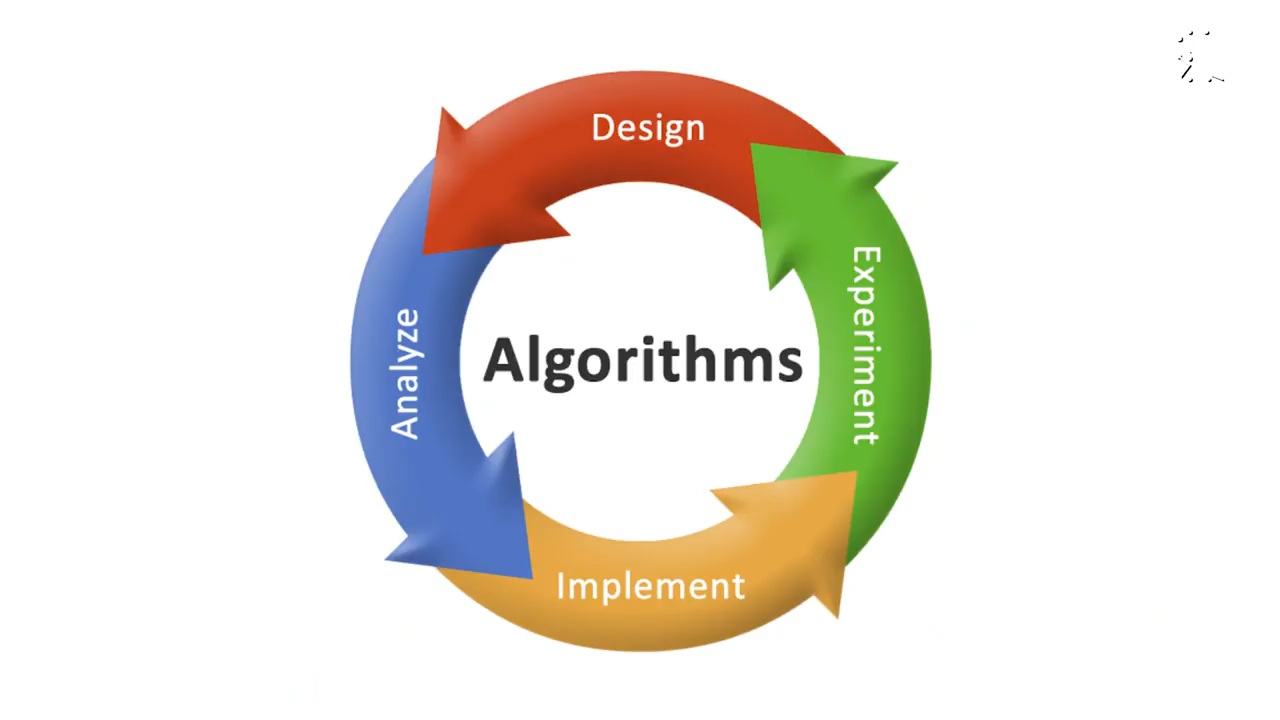 Design
Experiment
Algorithms
Analyze
Implement